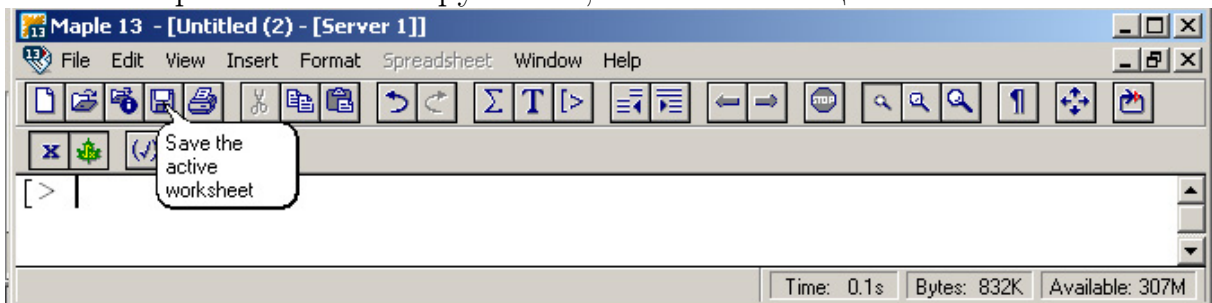 Maple 13 - [Untitled (2) - [Server 1]]
File Edit View Insert Format Spreadsheet Window Help
Σ T [>
STOP
¶
x
Save the
active
worksheet
[>
Time: 0.1s Bytes: 832K Available: 307M